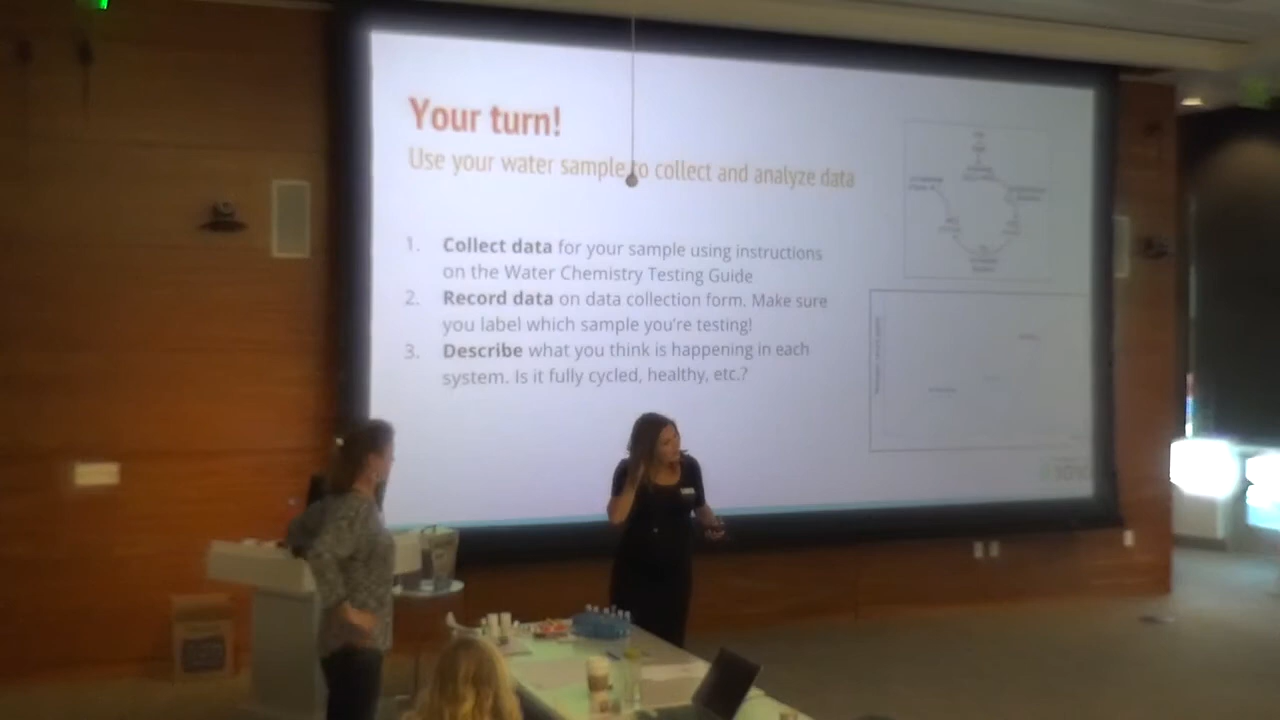 Your turn!
Use your water sample to collect and analyze data
1. Collect data for your sample using instructions
on the Water Chemistry Testing Guide
2. Record data on data collection form. Make sure
you label which sample you're testing!
3. Describe what you think is happening in each
system. Is it fully cycled, healthy, etc.?